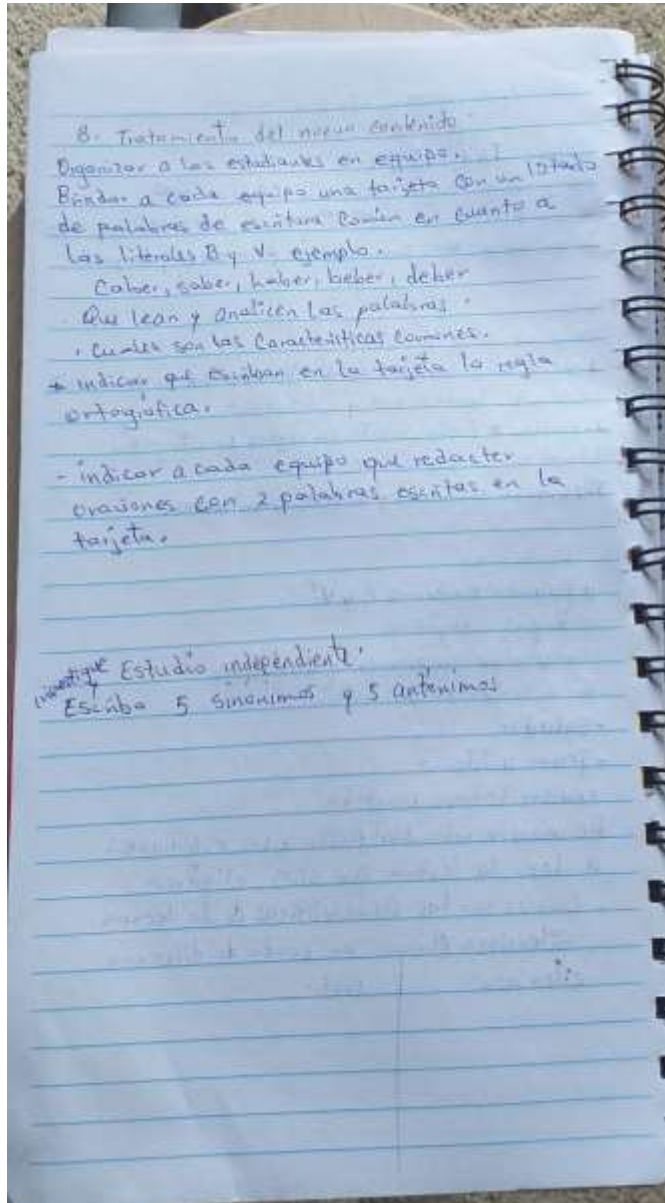 8. Tratamiento del nuevo contenido
Organizar a los estudiantes en equipo.
Brindar a cada equipo una tarjeta con un listado
de palabras de escritura común en cuanto a
las literales B y V. ejemplo.
Caber, saber, haber, beber, deber
. Que lean y analicen las palabras.
. Cuales son las características comunes.
* indicar que escriban en la tarjeta la regla
ortográfica.
- indicar a cada equipo que redacten
oraciones con 2 palabras escritas en la
tarjeta.
investigue Estudio independiente.
Escriba 5 sinónimos y 5 antónimos